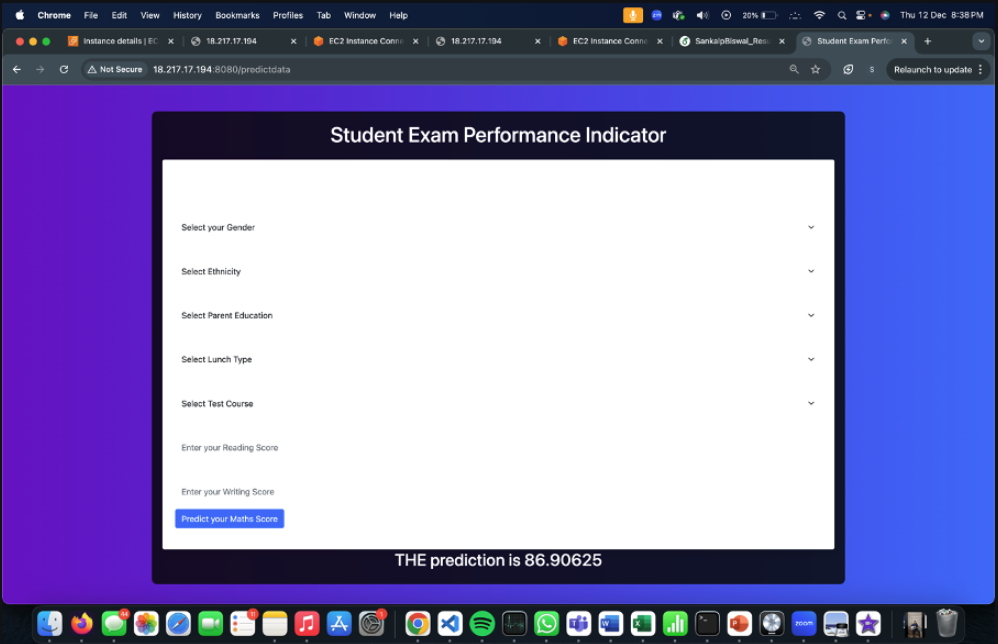 Chrome File Edit View History Bookmarks Profiles Tab Window Help 20% Thu 12 Dec 8:38 PM
Instance details | EC 18.217.17.194 EC2 Instance Conne 18.217.17.194 EC2 Instance Conne SankalpBiswal_Resu Student Exam Perfor
Not Secure 18.217.17.194:8080/predictdata S Relaunch to update
Student Exam Performance Indicator
Select your Gender
Select Ethnicity
Select Parent Education
Select Lunch Type
Select Test Course
Enter your Reading Score
Enter your Writing Score
Predict your Maths Score
THE prediction is 86.90625
zoom